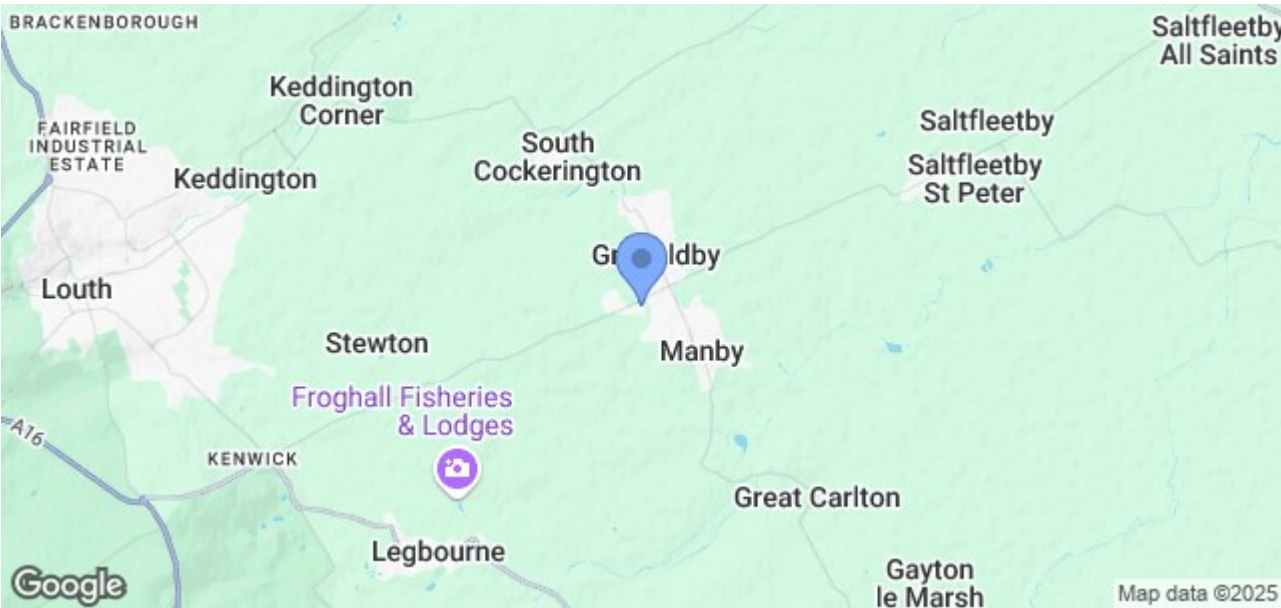 BRACKENBOROUGH
Saltfleetby
All Saints
Keddington
Corner
FAIRFIELD
INDUSTRIAL
ESTATE
South
Cockerington
Saltfleetby
Saltfleetby
St Peter
Keddington
Louth
Stewton
Manby
Froghall Fisheries
& Lodges
A16
KENWICK
Great Carlton
Legbourne
Gayton
le Marsh
Google
Map data ©2025